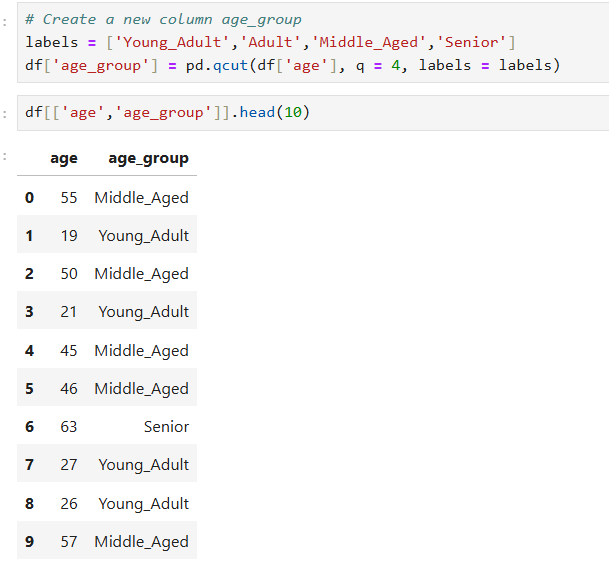 # Create a new column age_group
labels = ['Young_Adult','Adult','Middle_Aged','Senior']
df['age_group'] = pd.qcut(df['age'], q = 4, labels = labels)
df[['age','age_group']].head(10)
age age_group
0 55 Middle_Aged
1 19 Young_Adult
2 50 Middle_Aged
3 21 Young_Adult
4 45 Middle_Aged
5 46 Middle_Aged
6 63 Senior
7 27 Young_Adult
8 26 Young_Adult
9 57 Middle_Aged